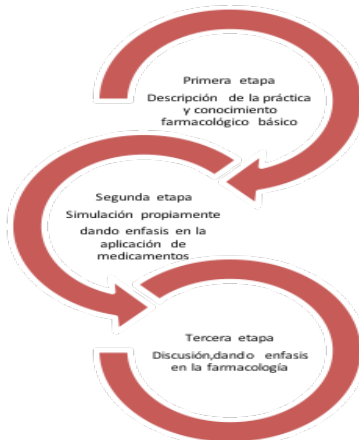 Primera etapa
Descripción de la práctica
y conocimiento
farmacológico básico
Segunda etapa
Simulación propiamente
dando enfasis en la
aplicación de
medicamentos
Tercera etapa
Discusión,dando enfasis
en la farmacología